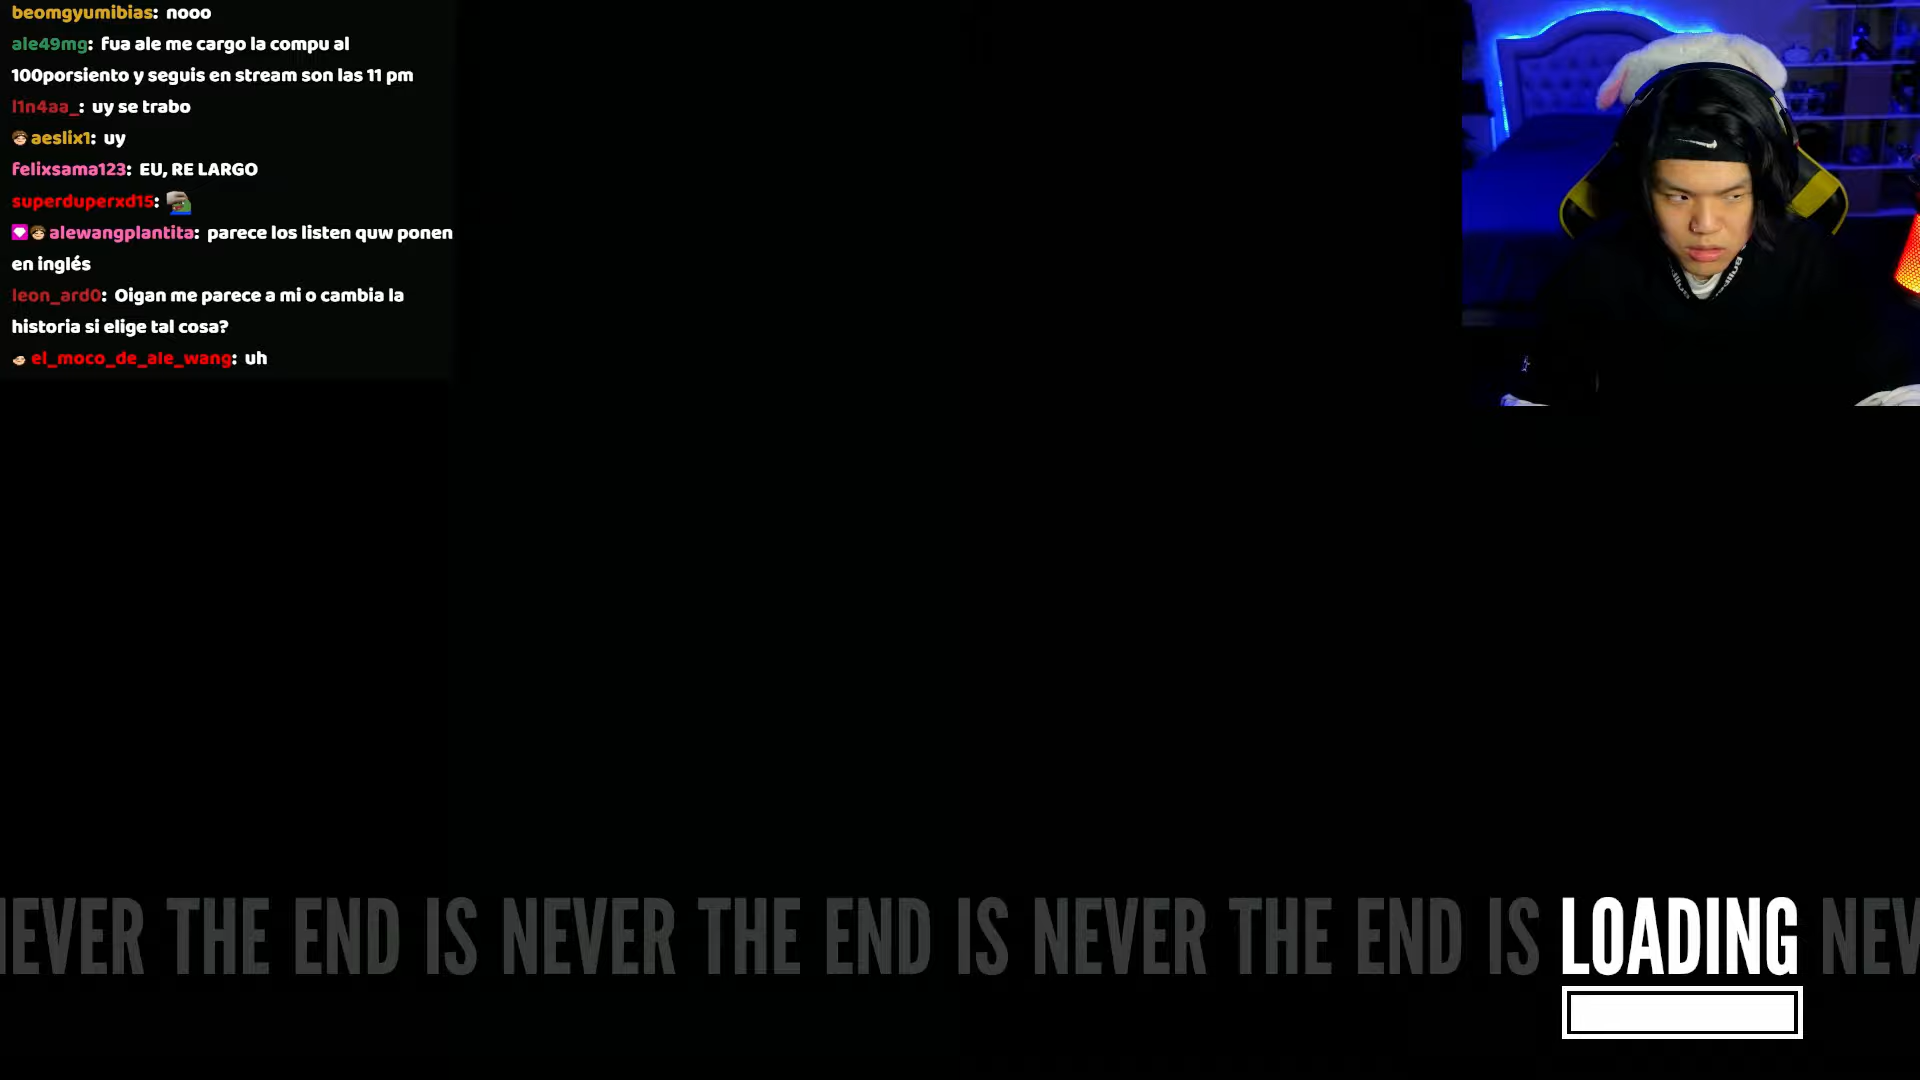 beomgyumibias: nooo
ale49mg: fua ale me cargo la compu al
100porsiento y seguis en stream son las 11 pm
l1n4aa_: uy se trabo
aeslix1: uy
felixsama123: EU, RE LARGO
superduperxd15:
alewangplantita: parece los listen quw ponen
en inglés
leon_ard0: Oigan me parece a mi o cambia la
historia si elige tal cosa?
el_moco_de_ale_wang: uh
NEVER THE END IS NEVER THE END IS NEVER THE END IS LOADING NEV